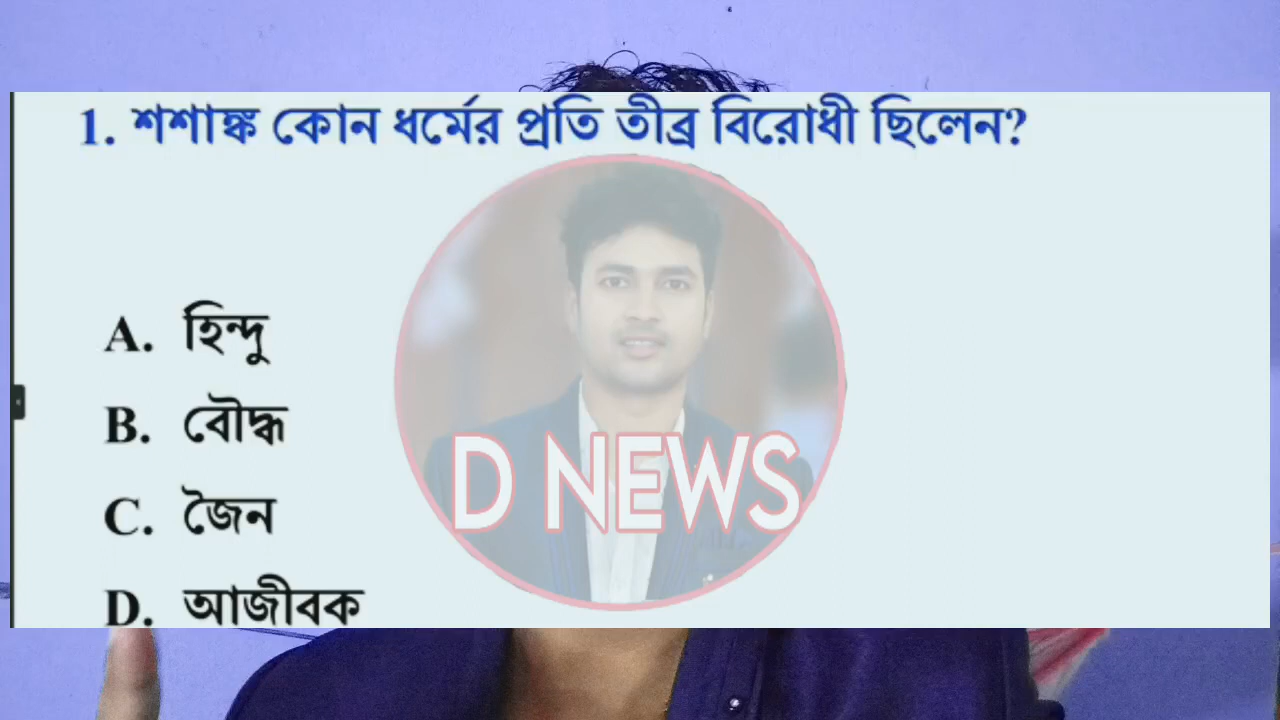 1. শশাঙ্ক কোন ধর্মের প্রতি তীব্র বিরোধী ছিলেন?
A. হিন্দু
B. বৌদ্ধ
C. জৈন
D. আজীবক
D NEWS